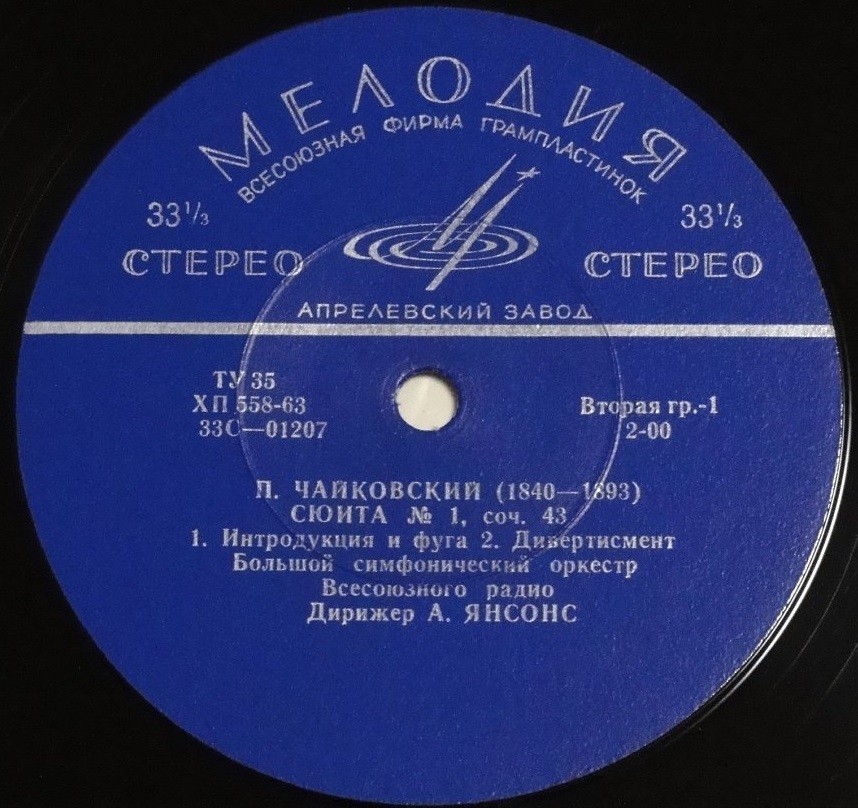 МЕЛОДИЯ
ВСЕСОЮЗНАЯ ФИРМА ГРАМПЛАСТИНОК
33⅓ 33⅓
СТЕРЕО СТЕРЕО
АПРЕЛЕВСКИЙ ЗАВОД
ТУ 35
ХП 558-63 Вторая гр.-1
33С—01207 2-00
П. ЧАЙКОВСКИЙ (1840—1893)
СЮИТА № 1, соч. 43
1. Интродукция и фуга 2. Дивертисмент
Большой симфонический оркестр
Всесоюзного радио
Дирижер А. ЯНСОНС